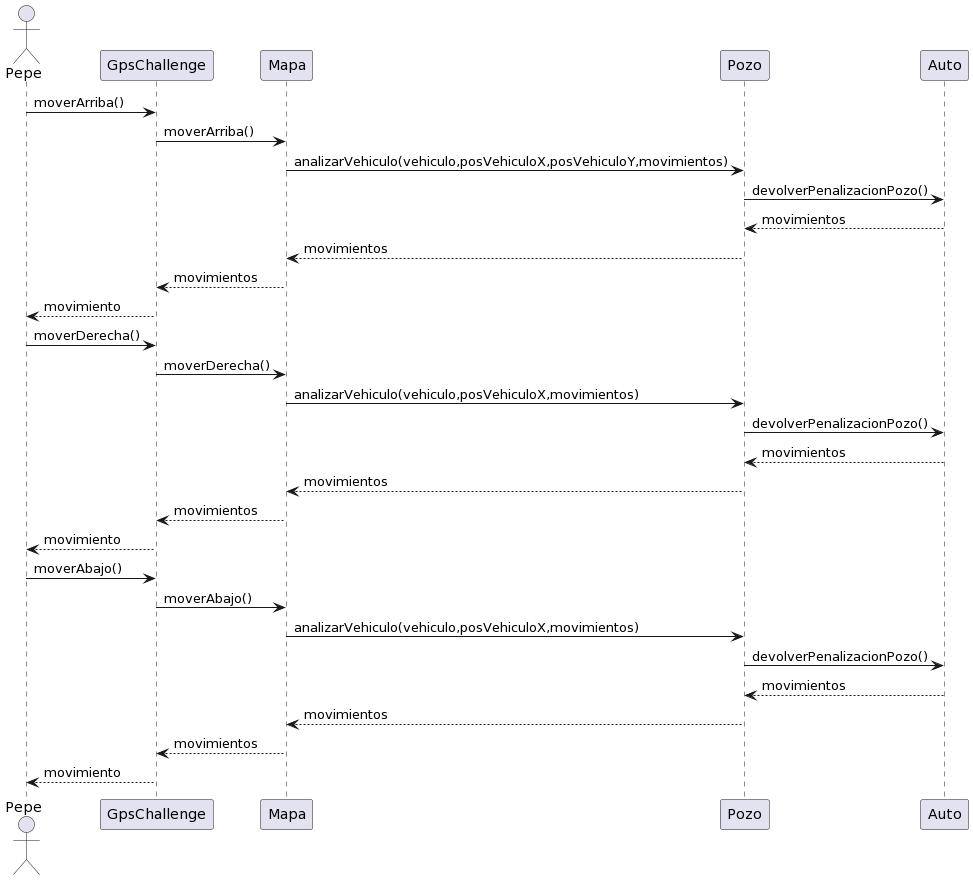 Pepe
GpsChallenge
Mapa
Pozo
Auto
moverArriba()
moverArriba()
analizarVehiculo(vehiculo,posVehiculoX,posVehiculoY,movimientos)
devolverPenalizacionPozo()
movimientos
movimientos
movimientos
movimiento
moverDerecha()
moverDerecha()
analizarVehiculo(vehiculo,posVehiculoX,movimientos)
devolverPenalizacionPozo()
movimientos
movimientos
movimientos
movimiento
moverAbajo()
moverAbajo()
analizarVehiculo(vehiculo,posVehiculoX,movimientos)
devolverPenalizacionPozo()
movimientos
movimientos
movimientos
movimiento
Pepe
GpsChallenge
Mapa
Pozo
Auto